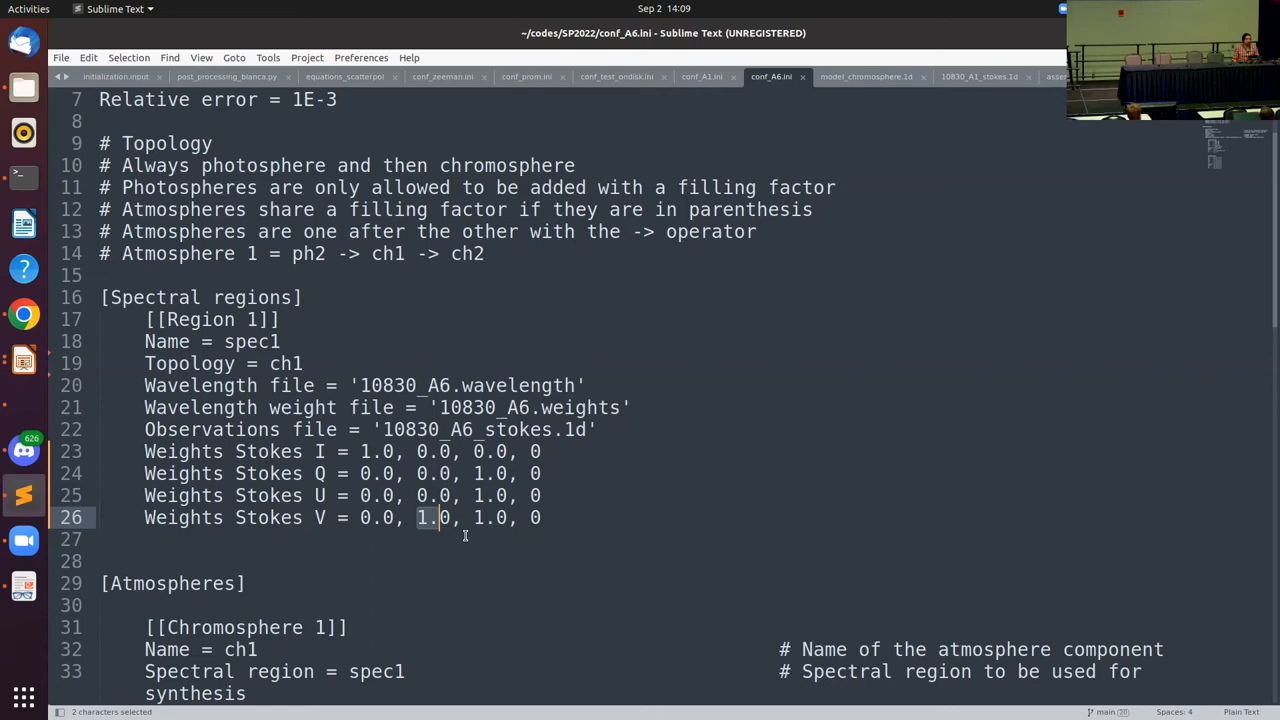 Activities
Sublime Text
Sep 2 14:09
~/codes/SP2022/conf_A6.ini - Sublime Text (UNREGISTERED)
File Edit Selection Find View Goto Tools Project Preferences Help
initialization.input post_processing_bianca.py equations_scatterpol conf_zeeman.ini conf_prom.ini conf_test_ondisk.ini conf_A1.ini conf_A6.ini model_chromosphere.1d 10830_A1_stokes.1d asse
7 Relative error = 1E-3
8
9 # Topology
10 # Always photosphere and then chromosphere
11 # Photospheres are only allowed to be added with a filling factor
12 # Atmospheres share a filling factor if they are in parenthesis
13 # Atmospheres are one after the other with the -> operator
14 # Atmosphere 1 = ph2 -> ch1 -> ch2
15
16 [Spectral regions]
17 [[Region 1]]
18 Name = spec1
19 Topology = ch1
20 Wavelength file = '10830_A6.wavelength'
21 Wavelength weight file = '10830_A6.weights'
22 Observations file = '10830_A6_stokes.1d'
23 Weights Stokes I = 1.0, 0.0, 0.0, 0
24 Weights Stokes Q = 0.0, 0.0, 1.0, 0
25 Weights Stokes U = 0.0, 0.0, 1.0, 0
26 Weights Stokes V = 0.0, 1.0, 1.0, 0
27
28
29 [Atmospheres]
30
31 [[Chromosphere 1]]
32 Name = ch1 # Name of the atmosphere component
33 Spectral region = spec1 # Spectral region to be used for
synthesis
626
2 characters selected
main 20
Spaces: 4
Plain Text